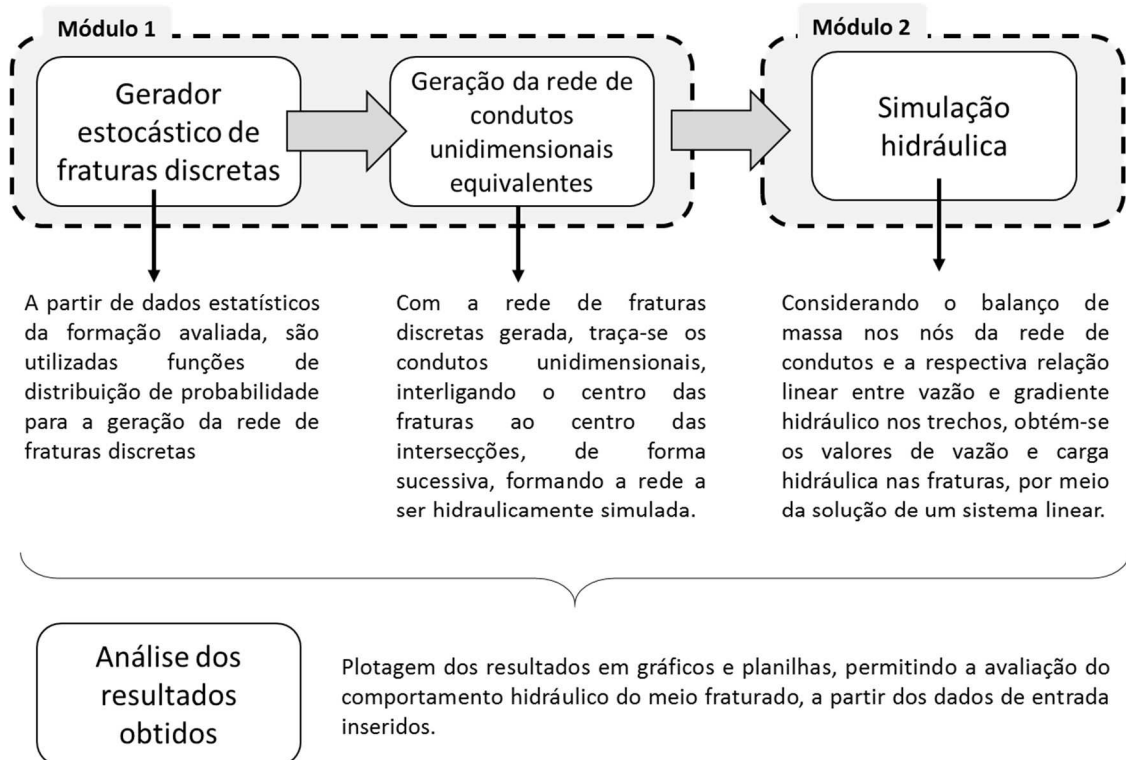 Módulo 1
Módulo 2
Gerador
estocástico de
fraturas discretas
Geração da rede de
condutos
unidimensionais
equivalentes
Simulação
hidráulica
A partir de dados estatísticos
da formação avaliada, são
utilizadas funções de
distribuição de probabilidade
para a geração da rede de
fraturas discretas
Com a rede de fraturas
discretas gerada, traça-se os
condutos unidimensionais,
interligando o centro das
fraturas ao centro das
intersecções, de forma
sucessiva, formando a rede a
ser hidraulicamente simulada.
Considerando o balanço de
massa nos nós da rede de
condutos e a respectiva relação
linear entre vazão e gradiente
hidráulico nos trechos, obtém-se
os valores de vazão e carga
hidráulica nas fraturas, por meio
da solução de um sistema linear.
Análise dos
resultados
obtidos
Plotagem dos resultados em gráficos e planilhas, permitindo a avaliação do
comportamento hidráulico do meio fraturado, a partir dos dados de entrada
inseridos.